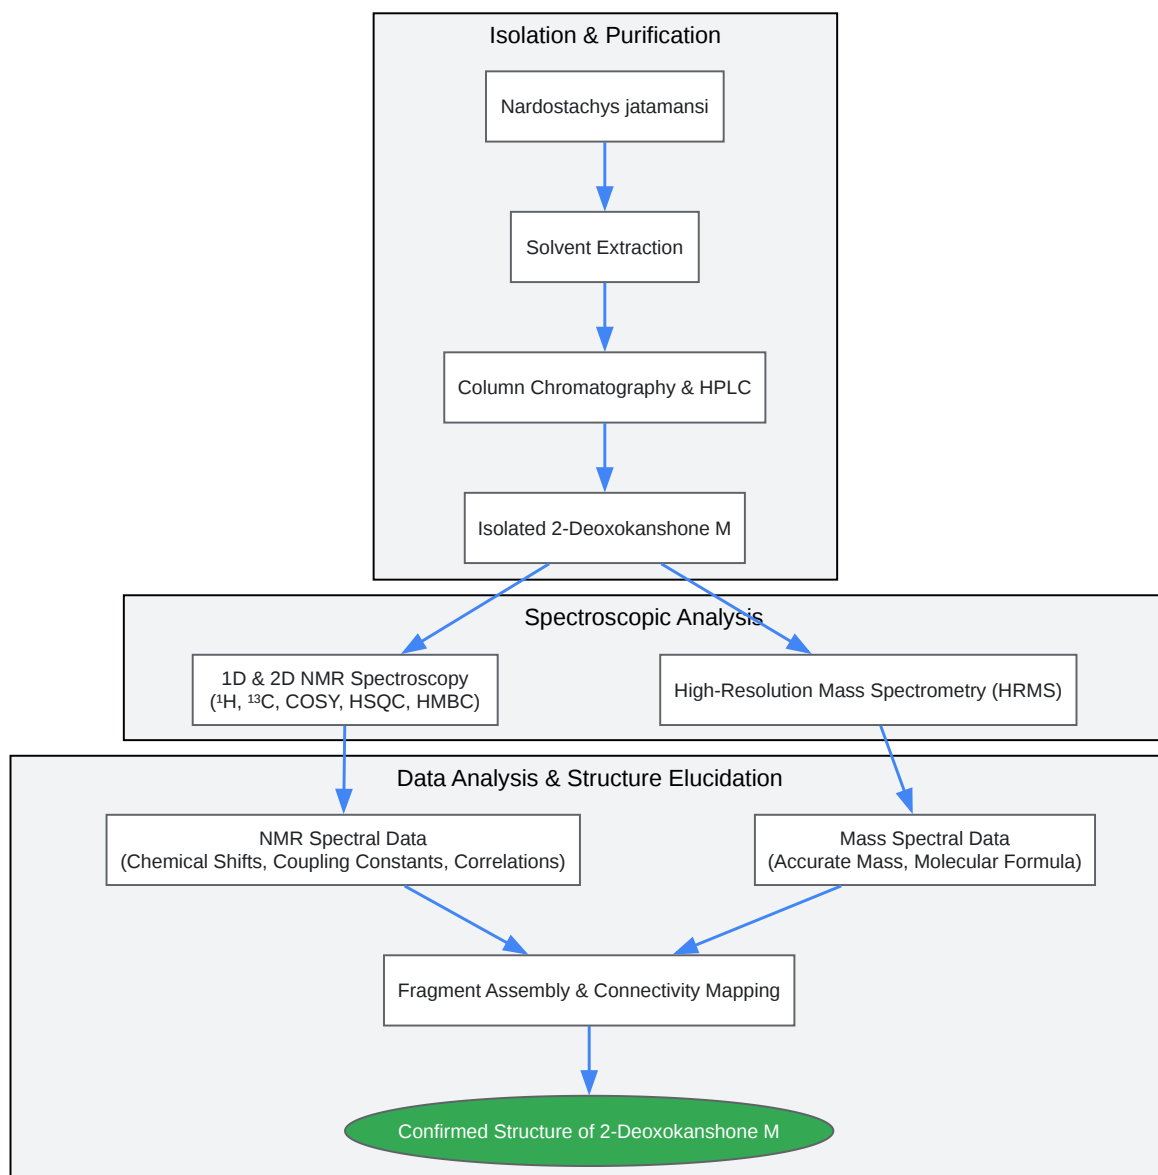 Isolation & Purification
Nardostachys jatamansi
Solvent Extraction
Column Chromatography & HPLC
Isolated 2-Deoxokanshone M
Spectroscopic Analysis
1D & 2D NMR Spectroscopy
(¹H, ¹³C, COSY, HSQC, HMBC)
High-Resolution Mass Spectrometry (HRMS)
Data Analysis & Structure Elucidation
NMR Spectral Data
(Chemical Shifts, Coupling Constants, Correlations)
Mass Spectral Data
(Accurate Mass, Molecular Formula)
Fragment Assembly & Connectivity Mapping
Confirmed Structure of 2-Deoxokanshone M